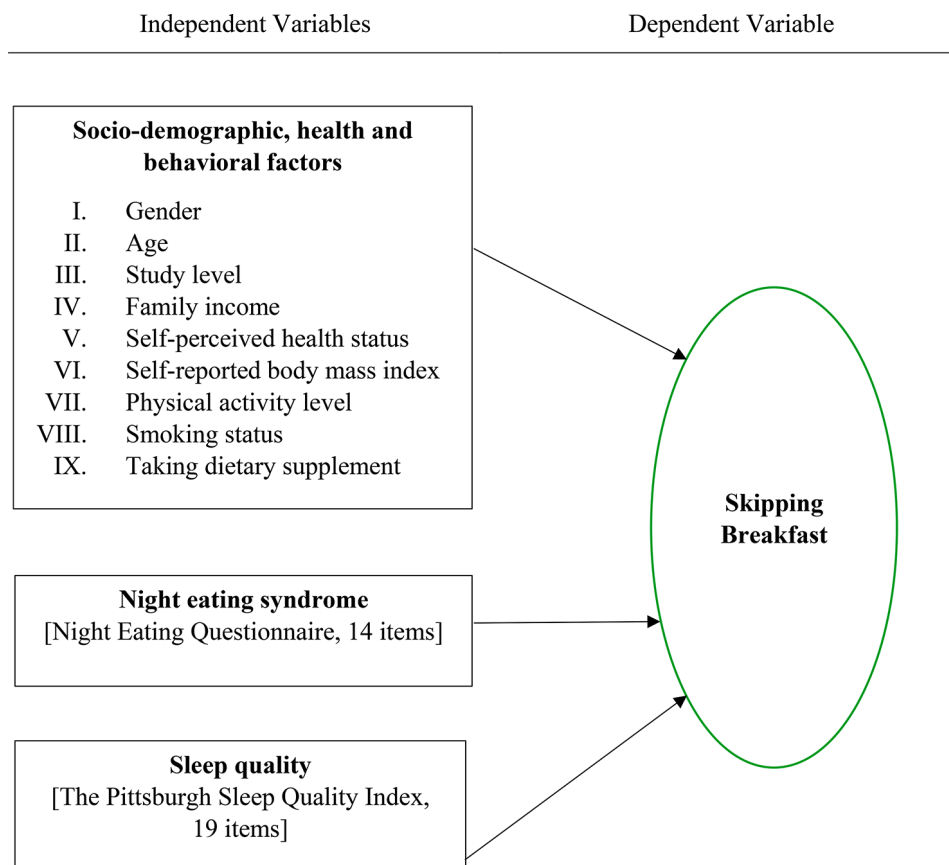 Independent Variables
Dependent Variable
Socio-demographic, health and
behavioral factors
I. Gender
II. Age
III. Study level
IV. Family income
V. Self-perceived health status
VI. Self-reported body mass index
VII. Physical activity level
VIII. Smoking status
IX. Taking dietary supplement
Skipping
Breakfast
Night eating syndrome
[Night Eating Questionnaire, 14 items]
Sleep quality
[The Pittsburgh Sleep Quality Index,
19 items]